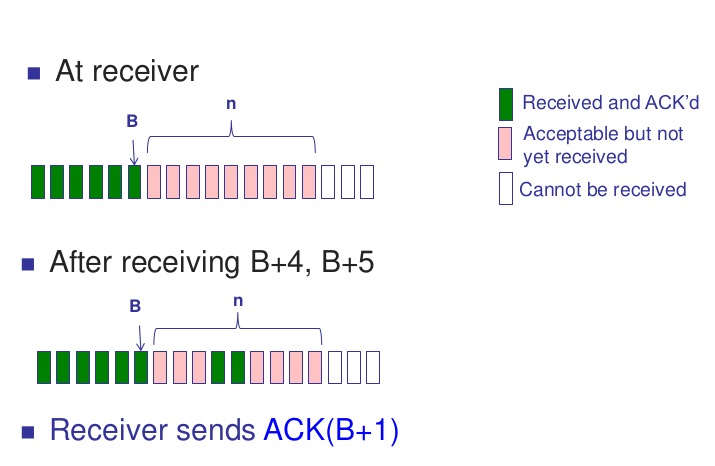 At receiver
n
B
Received and ACK'd
Acceptable but not
yet received
Cannot be received
After receiving B+4, B+5
B
n
Receiver sends ACK(B+1)